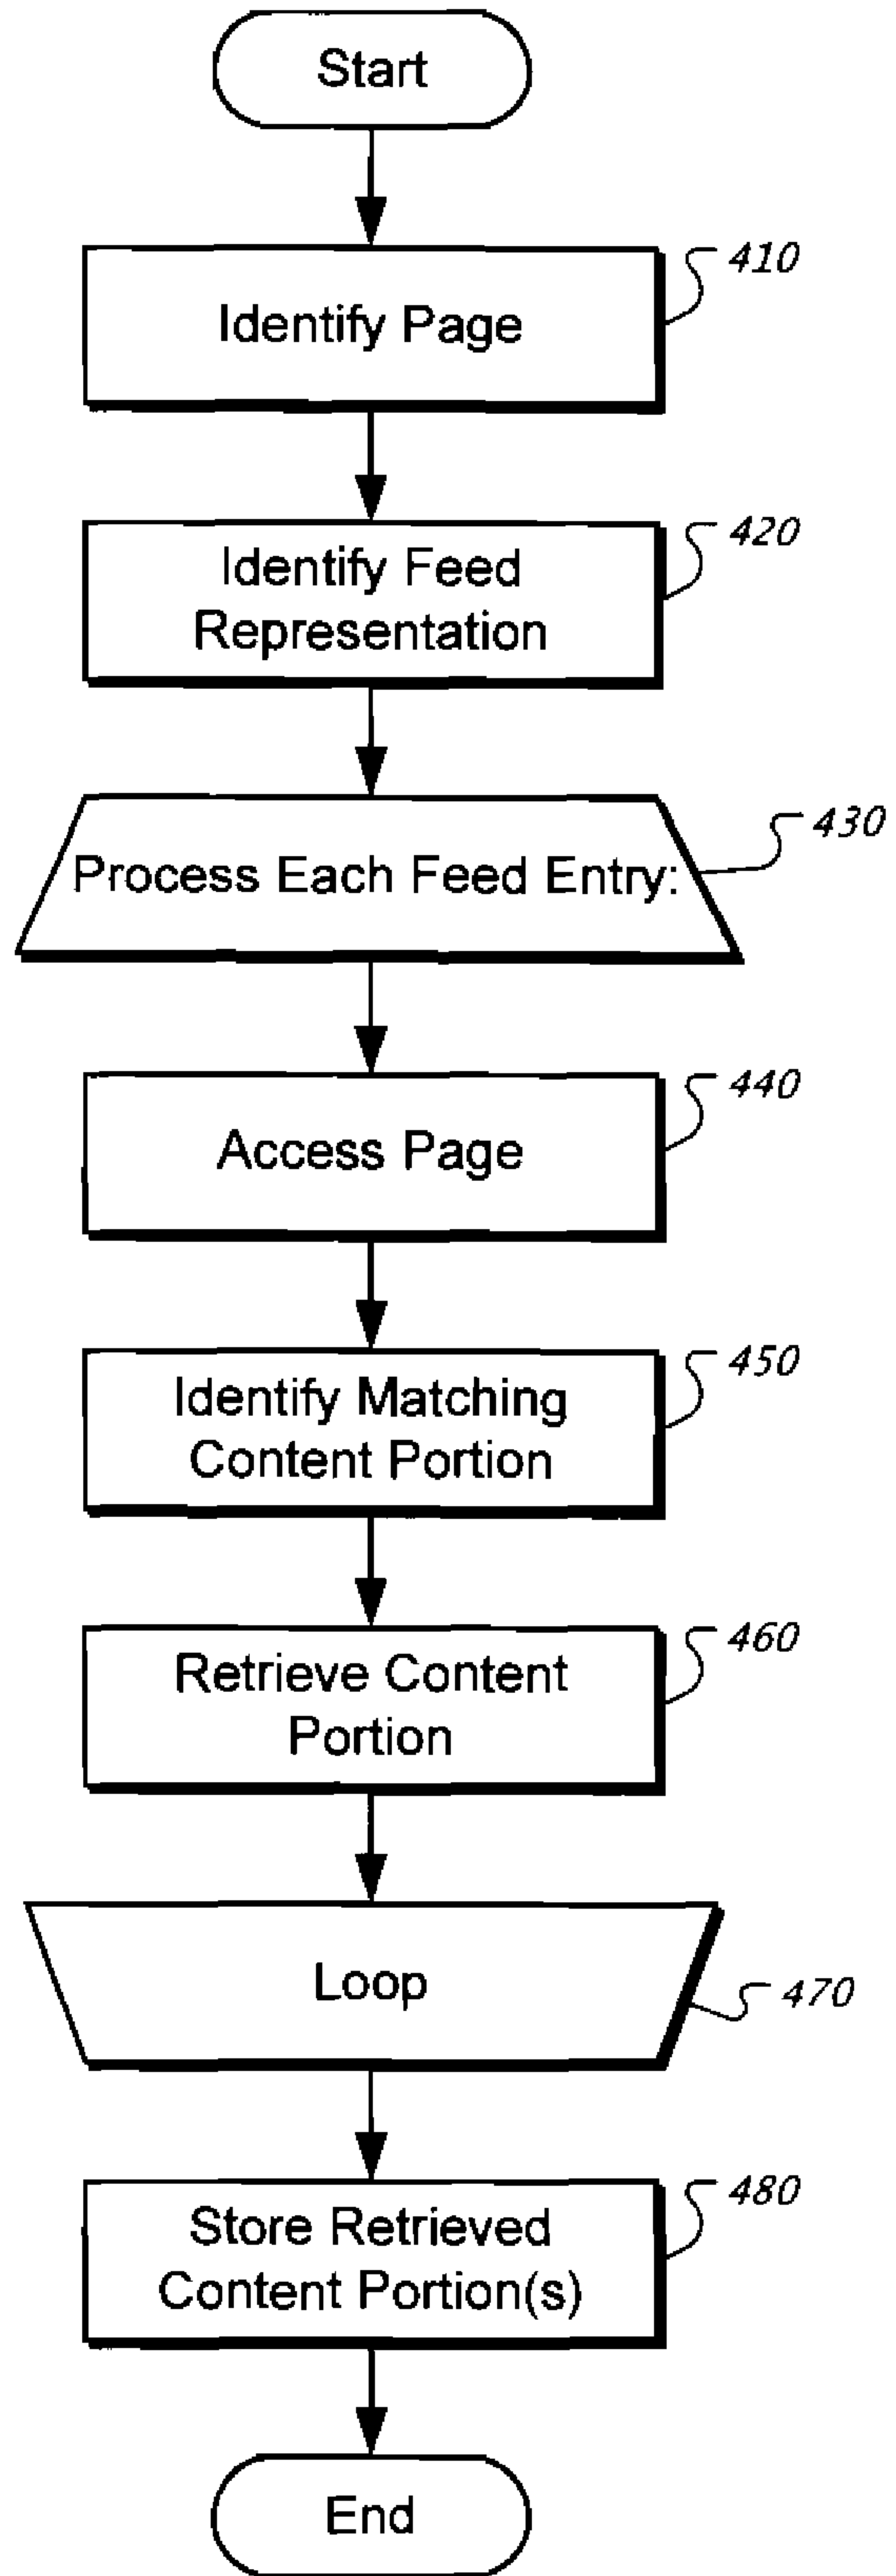 Start
410
Identify Page
420
Identify Feed
Representation
430
Process Each Feed Entry:
440
Access Page
450
Identify Matching
Content Portion
460
Retrieve Content
Portion
Loop
470
480
Store Retrieved
Content Portion(s)
End